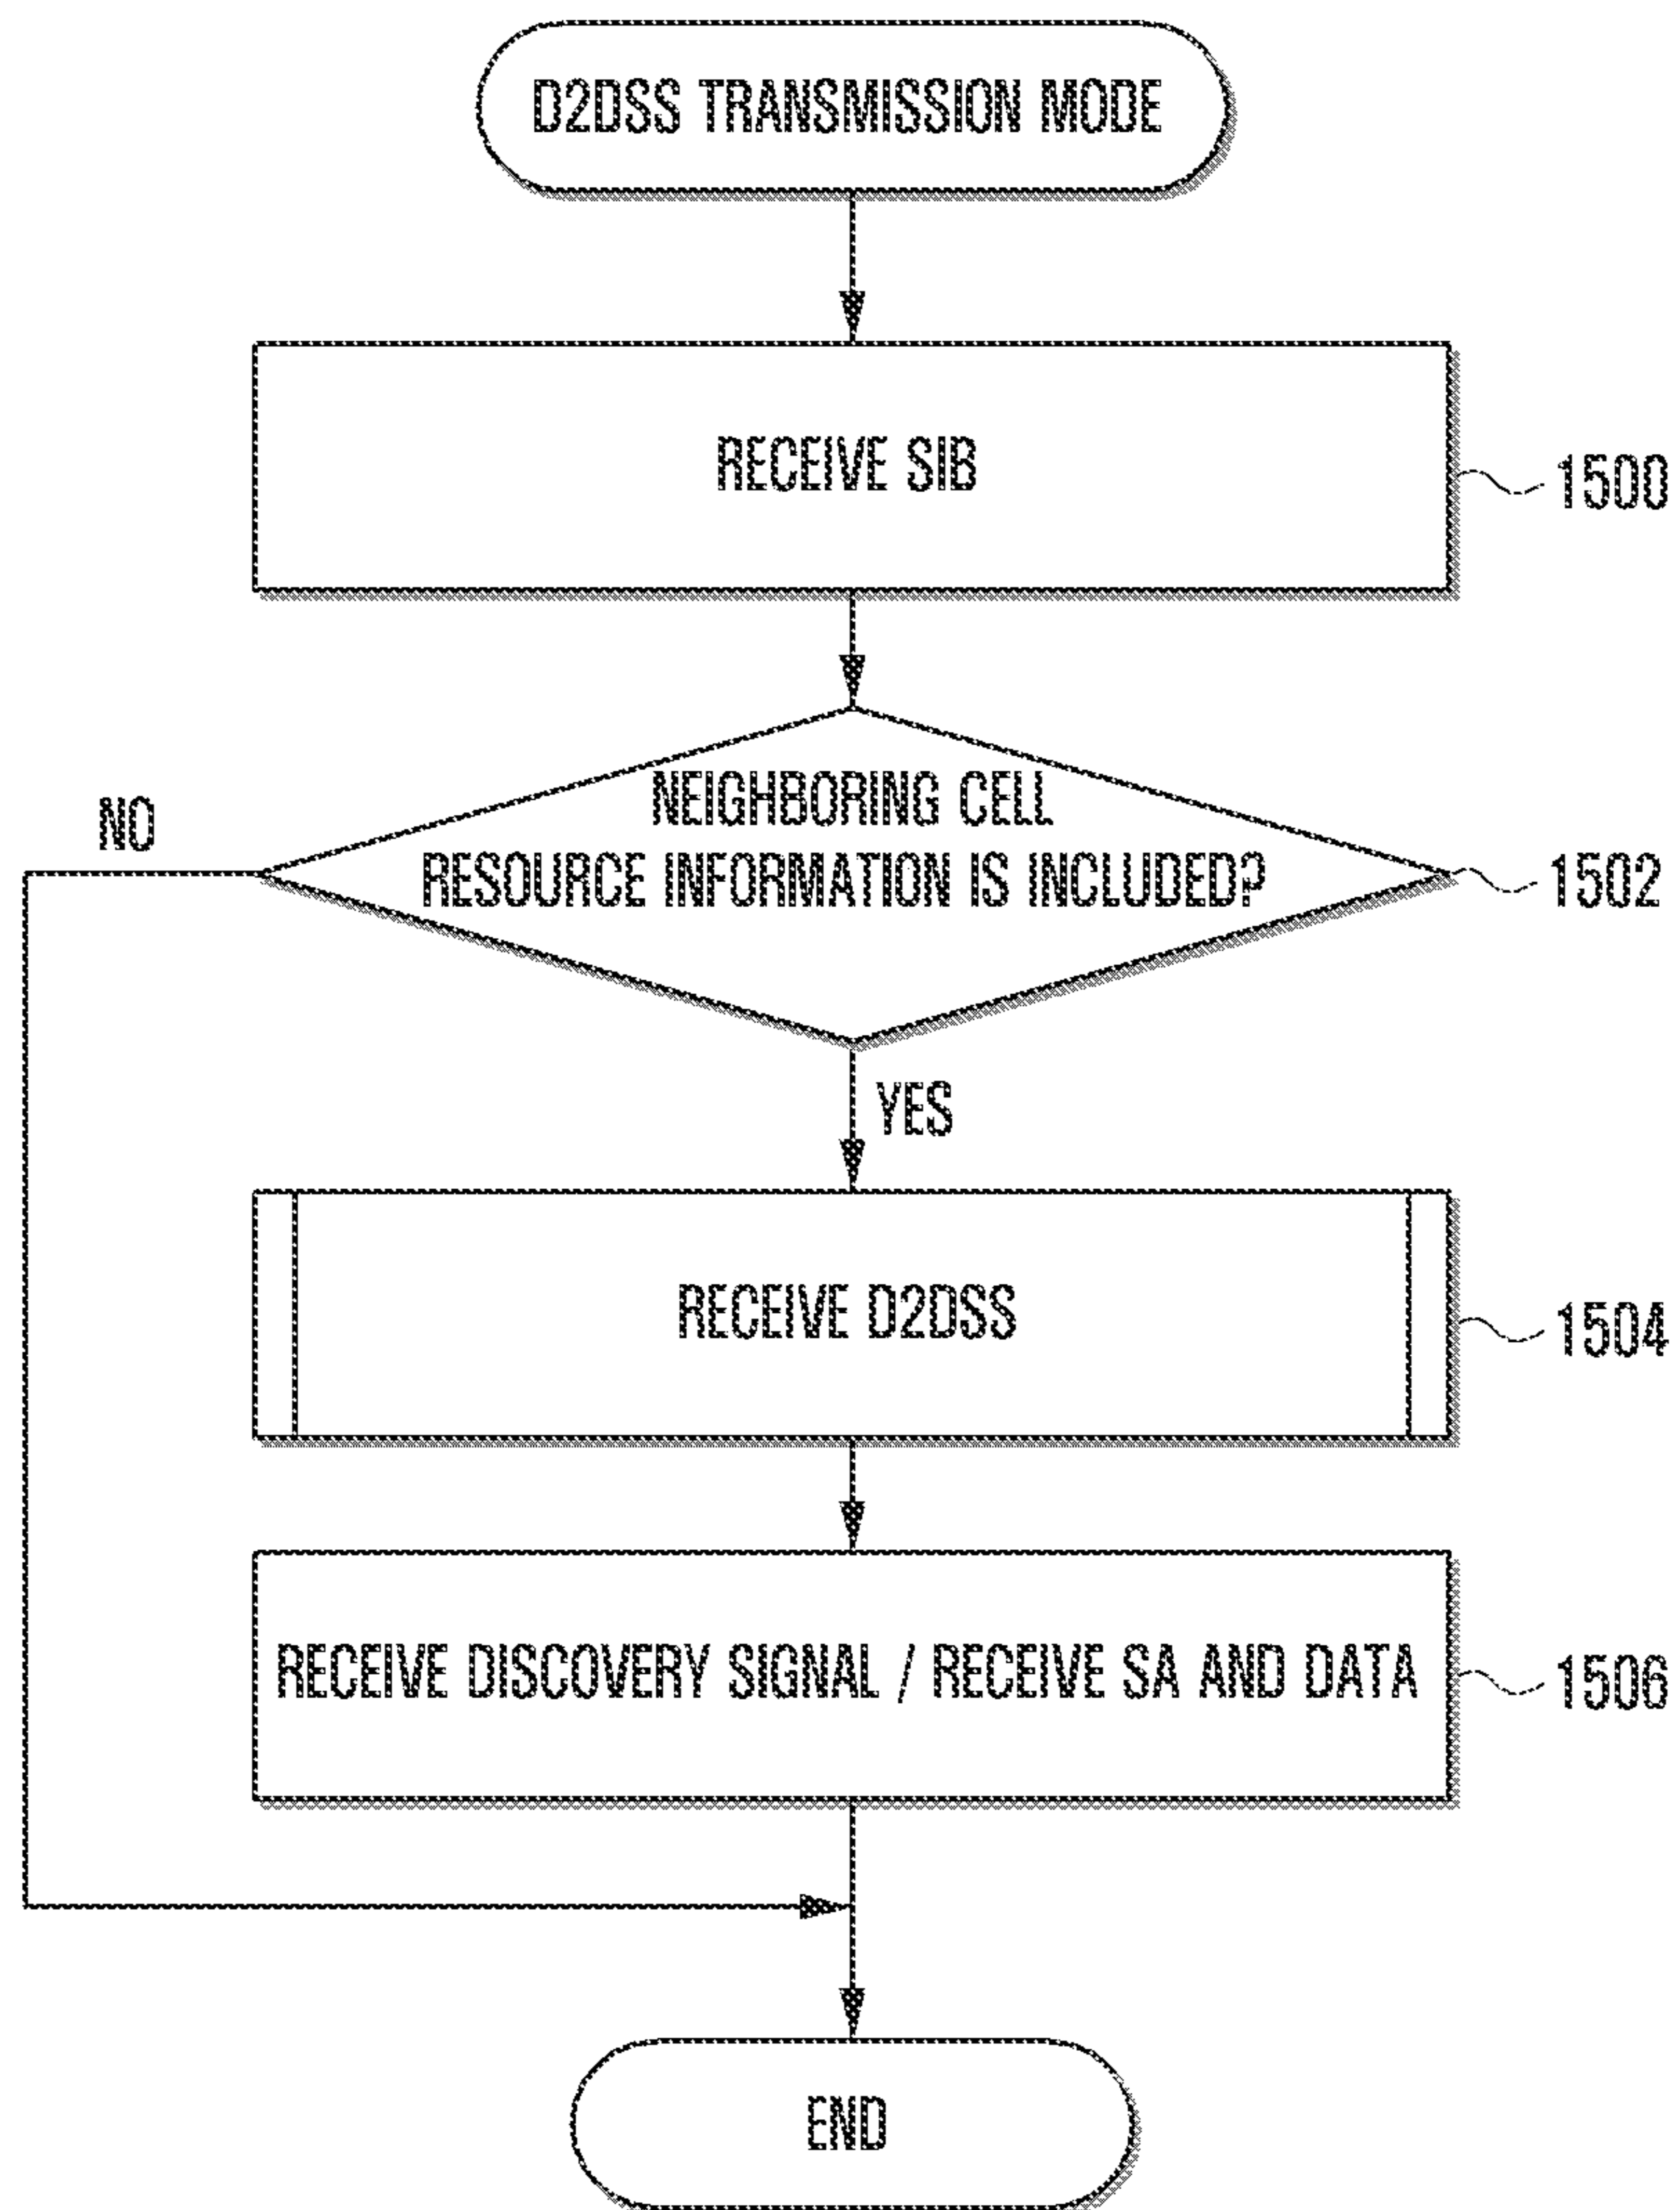 D2DSS TRANSMISSION MODE
RECEIVE SIB
1500
NEIGHBORING CELL
RESOURCE INFORMATION IS INCLUDED?
1502
NO
YES
RECEIVE D2DSS
1504
RECEIVE DISCOVERY SIGNAL / RECEIVE SA AND DATA
1506
END